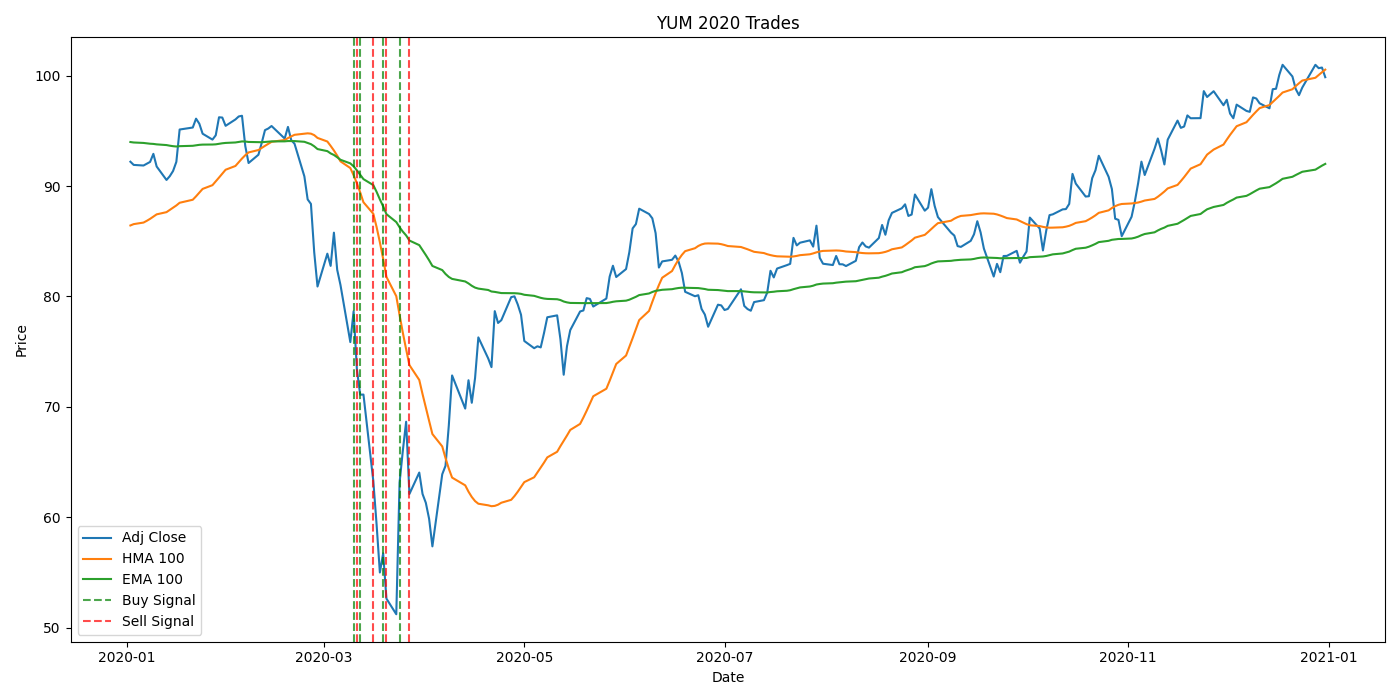 YUM 2020 Trades
Price
100
90
80
70
60
50
Adj Close
HMA 100
EMA 100
Buy Signal
Sell Signal
2020-01 2020-03 2020-05 2020-07 2020-09 2020-11 2021-01
Date